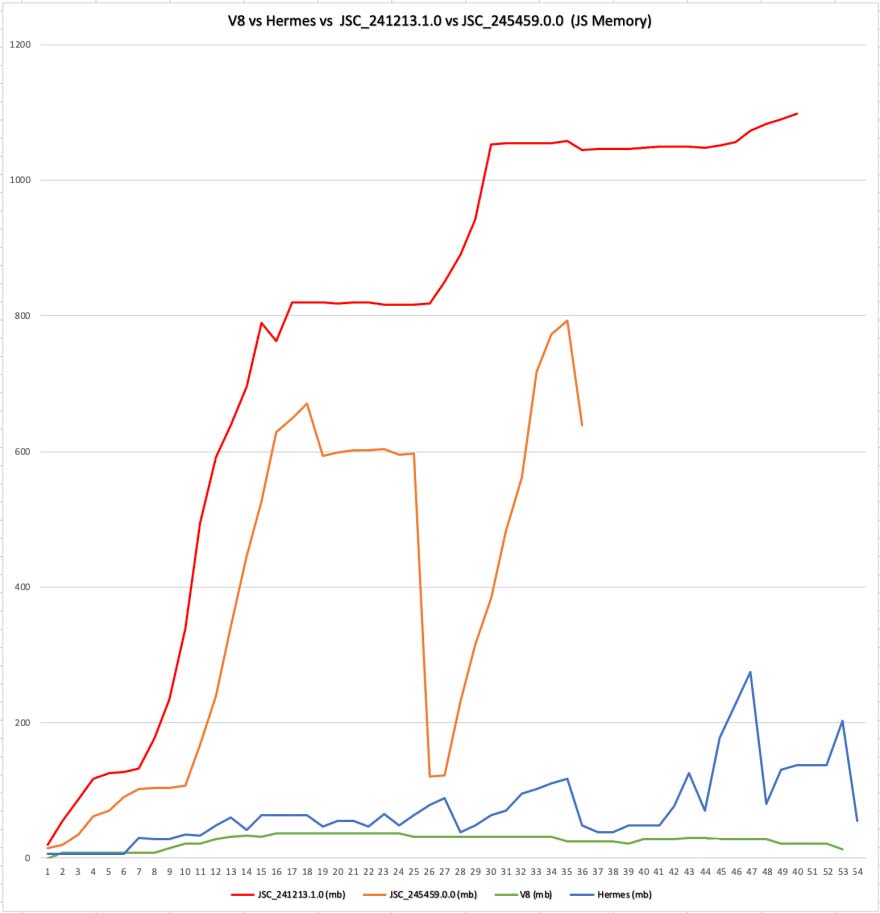 V8 vs Hermes vs JSC_241213.1.0 vs JSC_245459.0.0 (JS Memory)
1200
1000
800
600
400
200
0
1 2 3 4 5 6 7 8 9 10 11 12 13 14 15 16 17 18 19 20 21 22 23 24 25 26 27 28 29 30 31 32 33 34 35 36 37 38 39 40 41 42 43 44 45 46 47 48 49 40 51 52 53 54
JSC_241213.1.0 (mb) JSC_245459.0.0 (mb) V8 (mb) Hermes (mb)